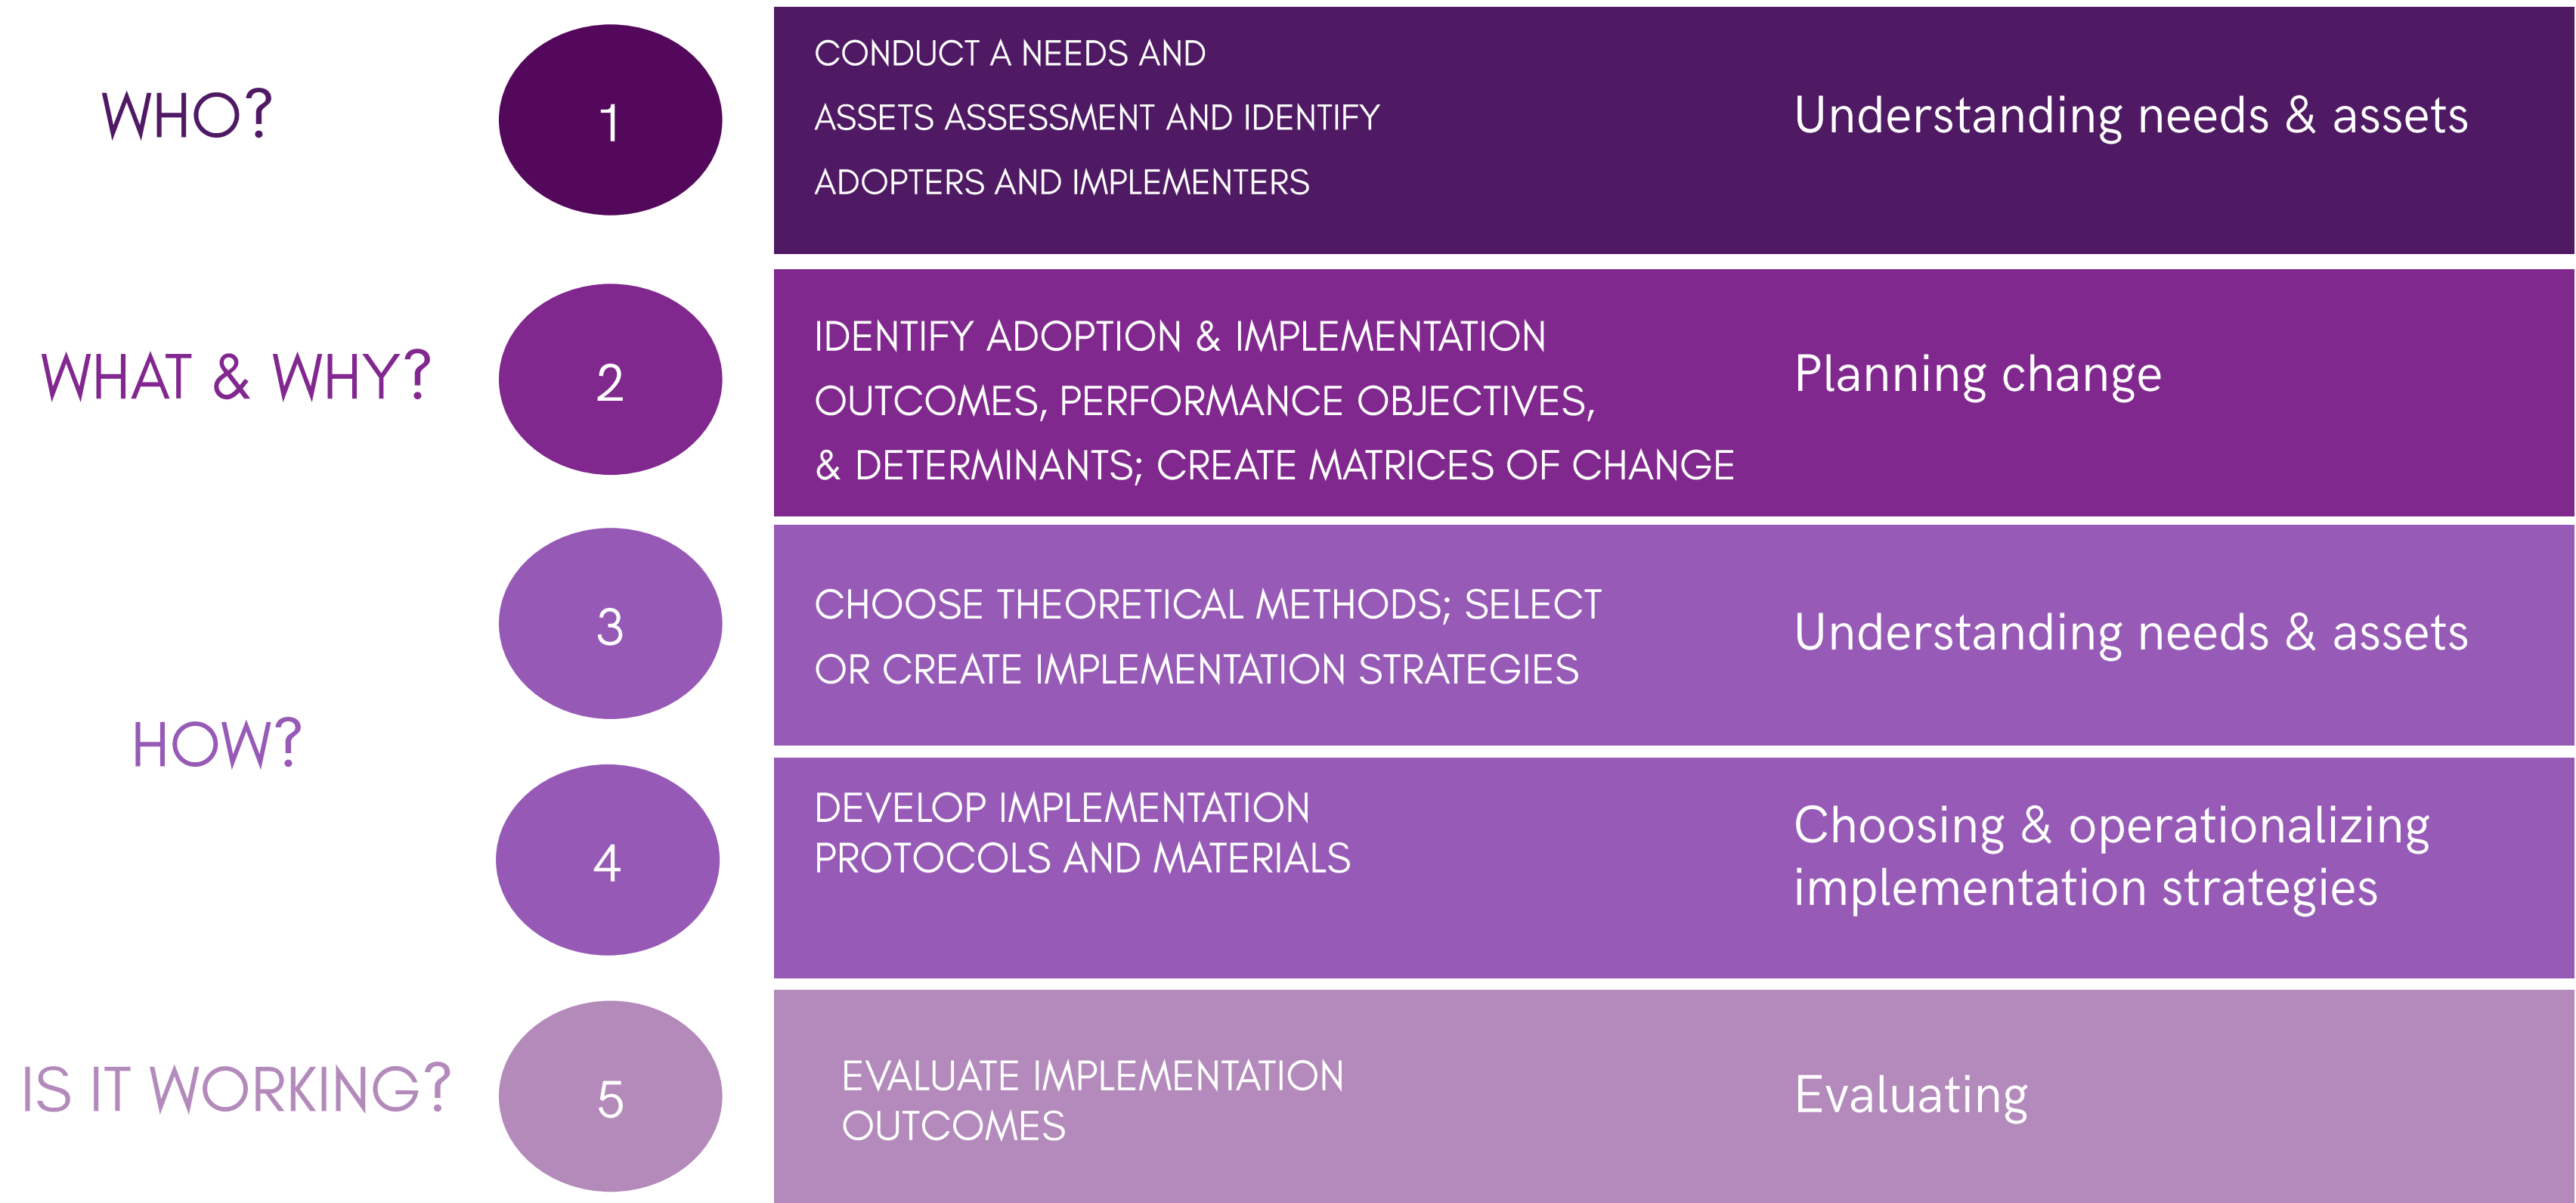 WHO?
1
CONDUCT A NEEDS AND
ASSETS ASSESSMENT AND IDENTIFY
ADOPTERS AND IMPLEMENTERS
Understanding needs & assets
WHAT & WHY?
2
IDENTIFY ADOPTION & IMPLEMENTATION
OUTCOMES, PERFORMANCE OBJECTIVES,
& DETERMINANTS; CREATE MATRICES OF CHANGE
Planning change
HOW?
3
CHOOSE THEORETICAL METHODS; SELECT
OR CREATE IMPLEMENTATION STRATEGIES
Understanding needs & assets
4
DEVELOP IMPLEMENTATION
PROTOCOLS AND MATERIALS
Choosing & operationalizing
implementation strategies
IS IT WORKING?
5
EVALUATE IMPLEMENTATION
OUTCOMES
Evaluating